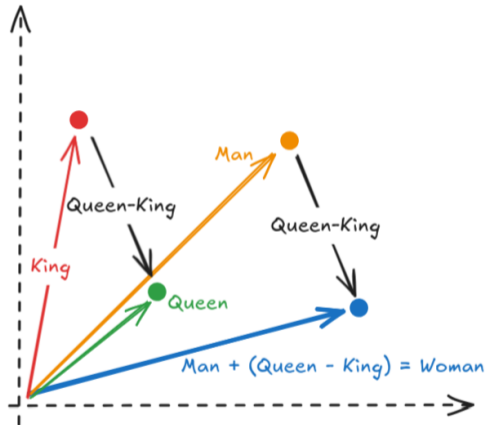 Man
Queen-King
Queen-King
King
Queen
Man + (Queen - King) = Woman